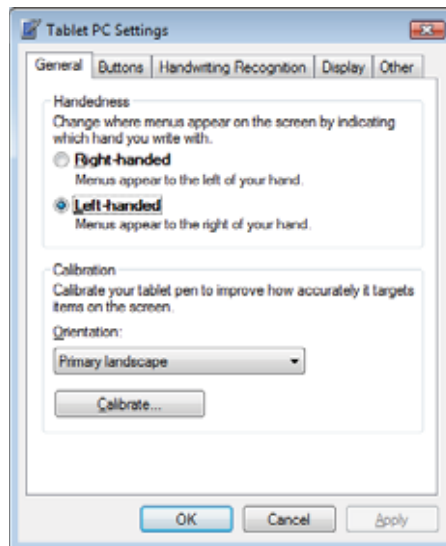 Tablet PC Settings
General Buttons Handwriting Recognition Display Other
Handedness
Change where menus appear on the screen by indicating
which hand you write with.
Right-handed
Menus appear to the left of your hand.
Left-handed
Menus appear to the right of your hand.
Calibration
Calibrate your tablet pen to improve how accurately it targets
items on the screen.
Orientation:
Primary landscape
Calibrate...
OK Cancel Apply